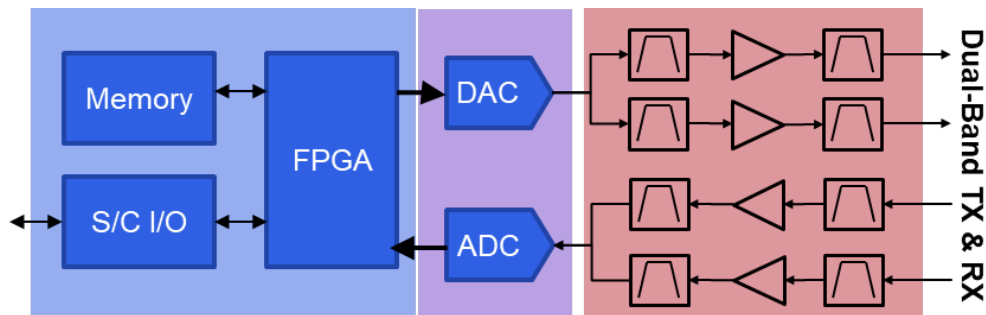 Memory
FPGA
S/C I/O
DAC
ADC
Dual-Band TX & RX